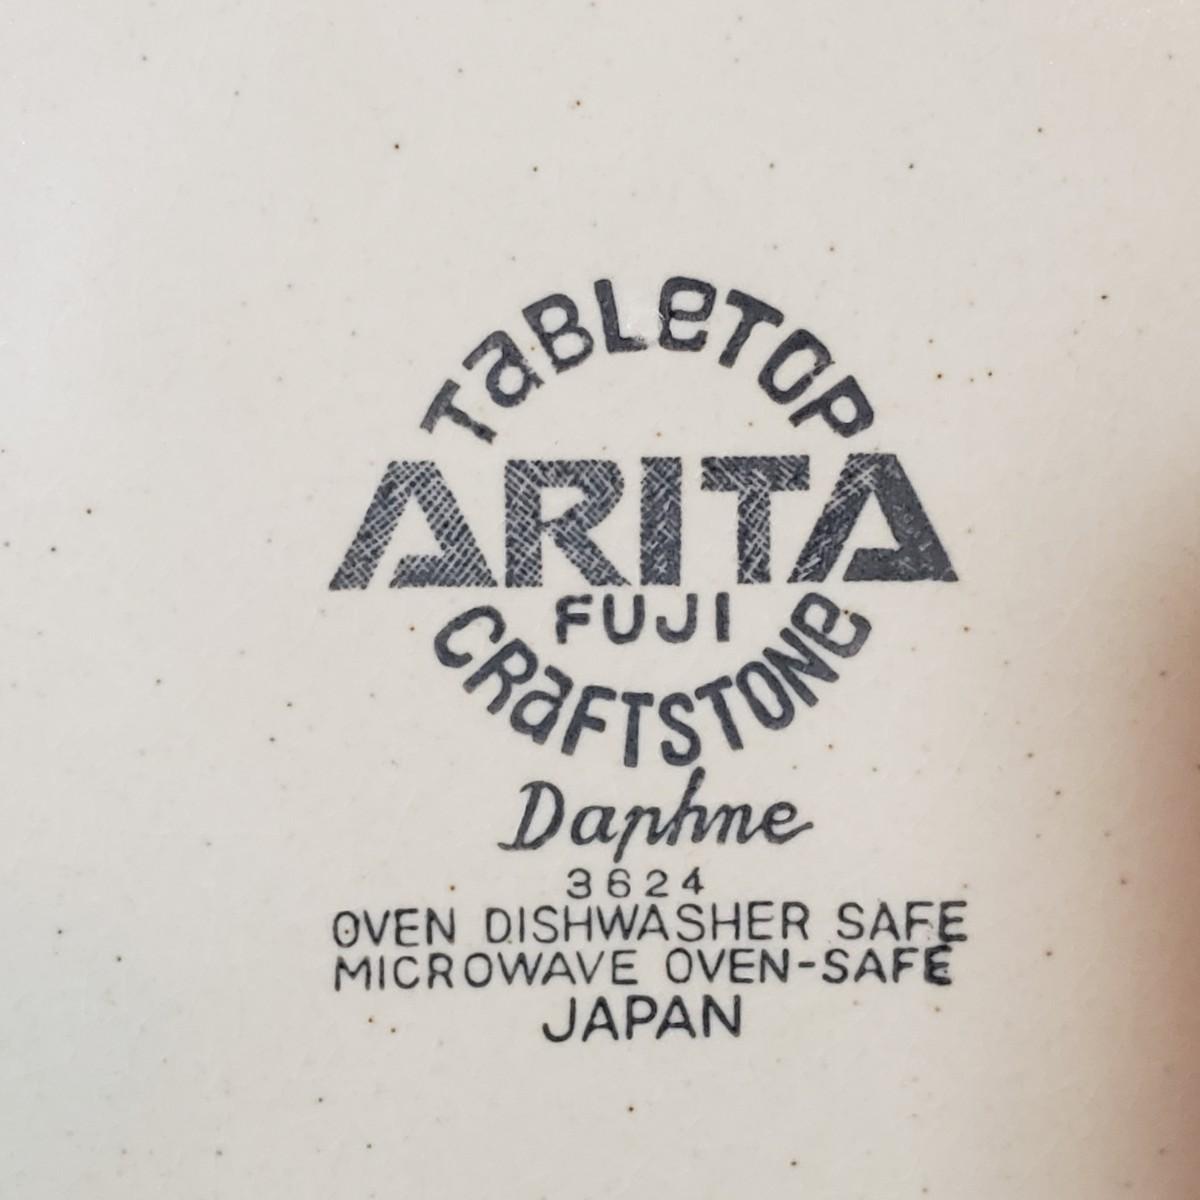 TaBLeTOP
ARITA
FUJI
CRaFTSTONe
Daphne
3624
OVEN DISHWASHER SAFE
MICROWAVE OVEN-SAFE
JAPAN